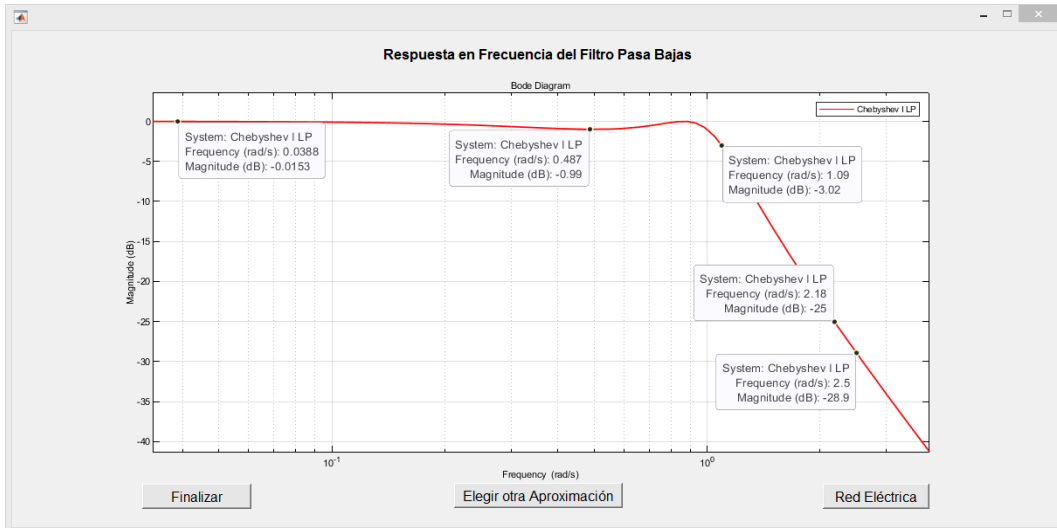 Respuesta en Frecuencia del Filtro Pasa Bajas
Bode Diagram
Chebyshev I LP
Magnitude (dB)
0
-5
-10
-15
-20
-25
-30
-35
-40
System: Chebyshev I LP
Frequency (rad/s): 0.0388
Magnitude (dB): -0.0153
System: Chebyshev I LP
Frequency (rad/s): 0.487
Magnitude (dB): -0.99
System: Chebyshev I LP
Frequency (rad/s): 1.09
Magnitude (dB): -3.02
System: Chebyshev I LP
Frequency (rad/s): 2.18
Magnitude (dB): -25
System: Chebyshev I LP
Frequency (rad/s): 2.5
Magnitude (dB): -28.9
10⁻¹
10⁰
Frequency (rad/s)
Finalizar
Elegir otra Aproximación
Red Eléctrica